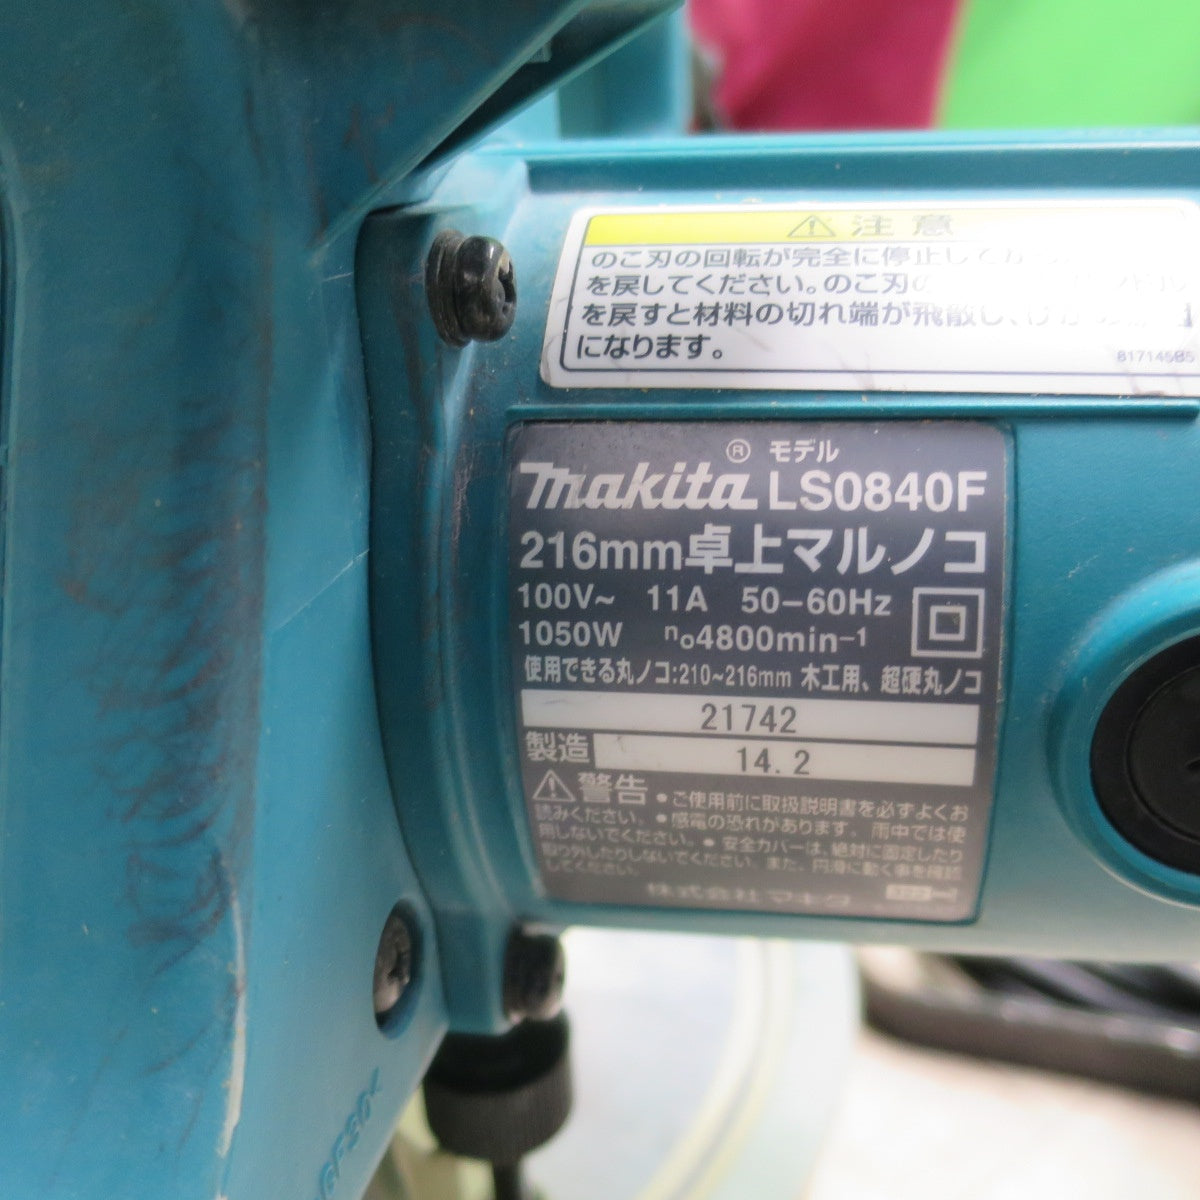 注意
のこ刃の回転が完全に停止して
を戻してください。のこ刃の
を戻すと材料の切れ端が飛散し、けが
になります。
817145B5
® モデル
makita LS0840F
216mm卓上マルノコ
100V~ 11A 50-60Hz
1050W n₀4800min⁻¹
使用できる丸ノコ:210~216mm 木工用、超硬丸ノコ
21742
製造 14. 2
警告 ・ご使用前に取扱説明書を必ずよくお
読みください。・感電の恐れがあります。雨中では使
用しないでください。・安全カバーは、絶対に固定したり
取り外したりしないでください。また、円滑に動く事を確認
してください。
株式会社 マキタ